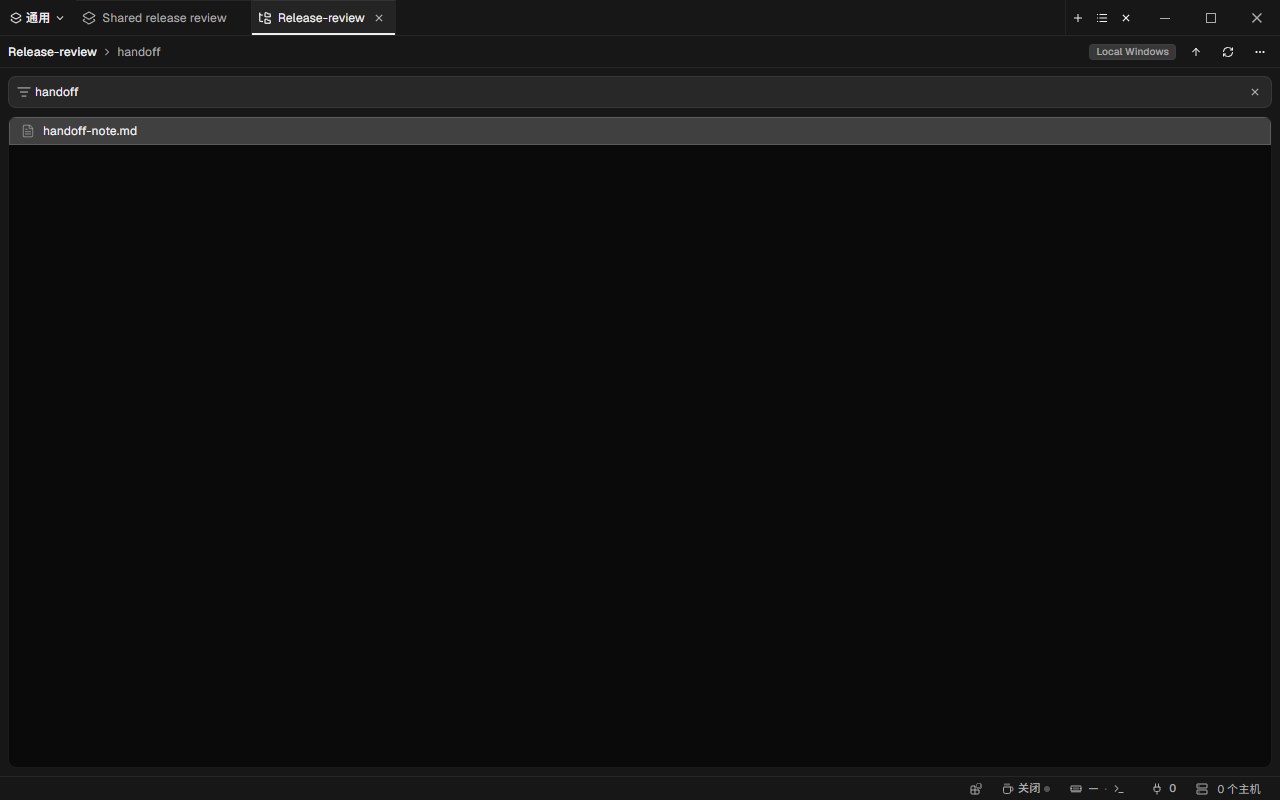 通用 Shared release review Release-review
Release-review > handoff Local Windows
handoff
handoff-note.md
关闭 0 0 个主机